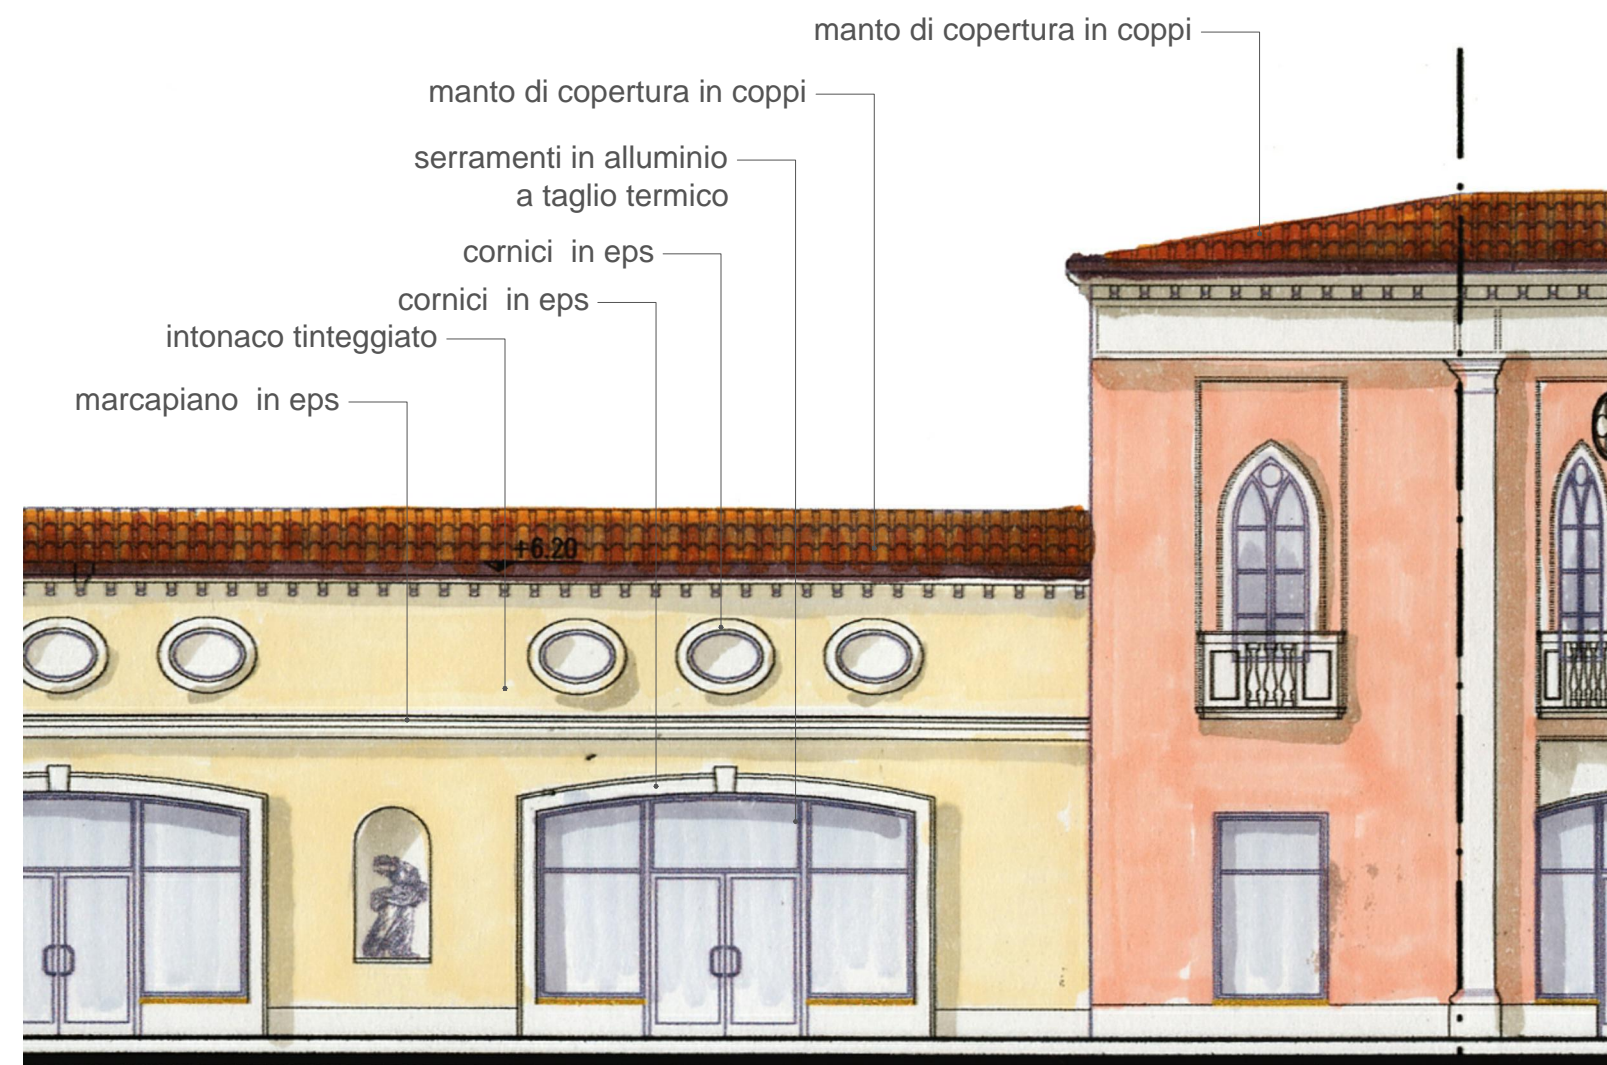 manto di copertura in coppi
manto di copertura in coppi
serramenti in alluminio
a taglio termico
cornici  in eps
cornici  in eps
intonaco tinteggiato
marcapiano  in eps
+6.20